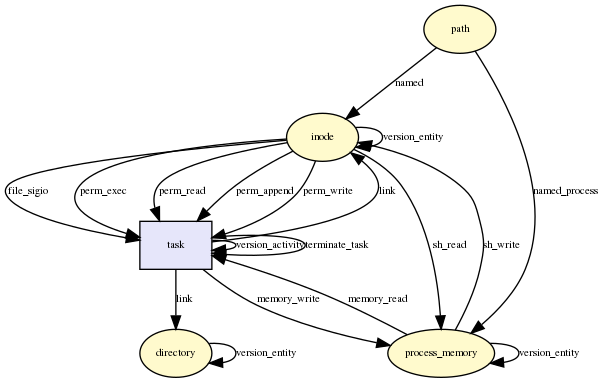 path
named
inode
version_entity
file_sigio
perm_exec
perm_read
perm_append
perm_write
link
named_process
task
version_activity
terminate_task
sh_read
sh_write
link
memory_write
memory_read
directory
version_entity
process_memory
version_entity